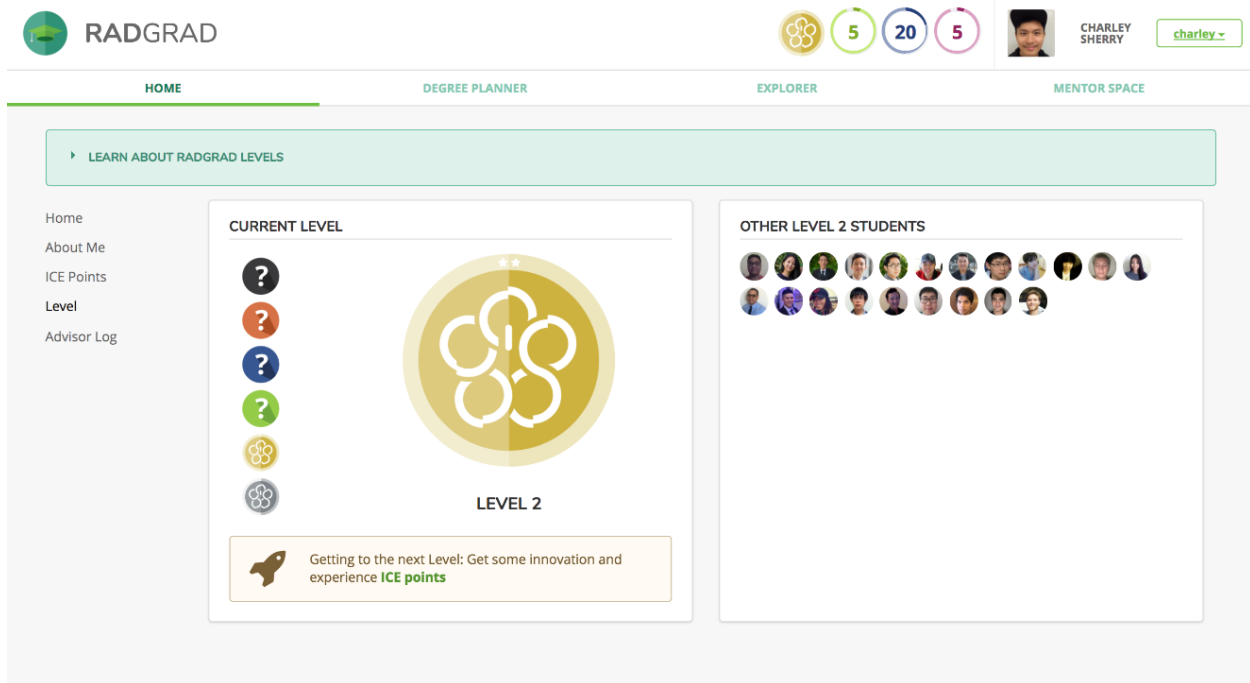 RADGRAD
5 20 5
CHARLEY
SHERRY
charley
HOME DEGREE PLANNER EXPLORER MENTOR SPACE
LEARN ABOUT RADGRAD LEVELS
Home
About Me
ICE Points
Level
Advisor Log
CURRENT LEVEL
?
?
?
?
LEVEL 2
Getting to the next Level: Get some innovation and
experience ICE points
OTHER LEVEL 2 STUDENTS